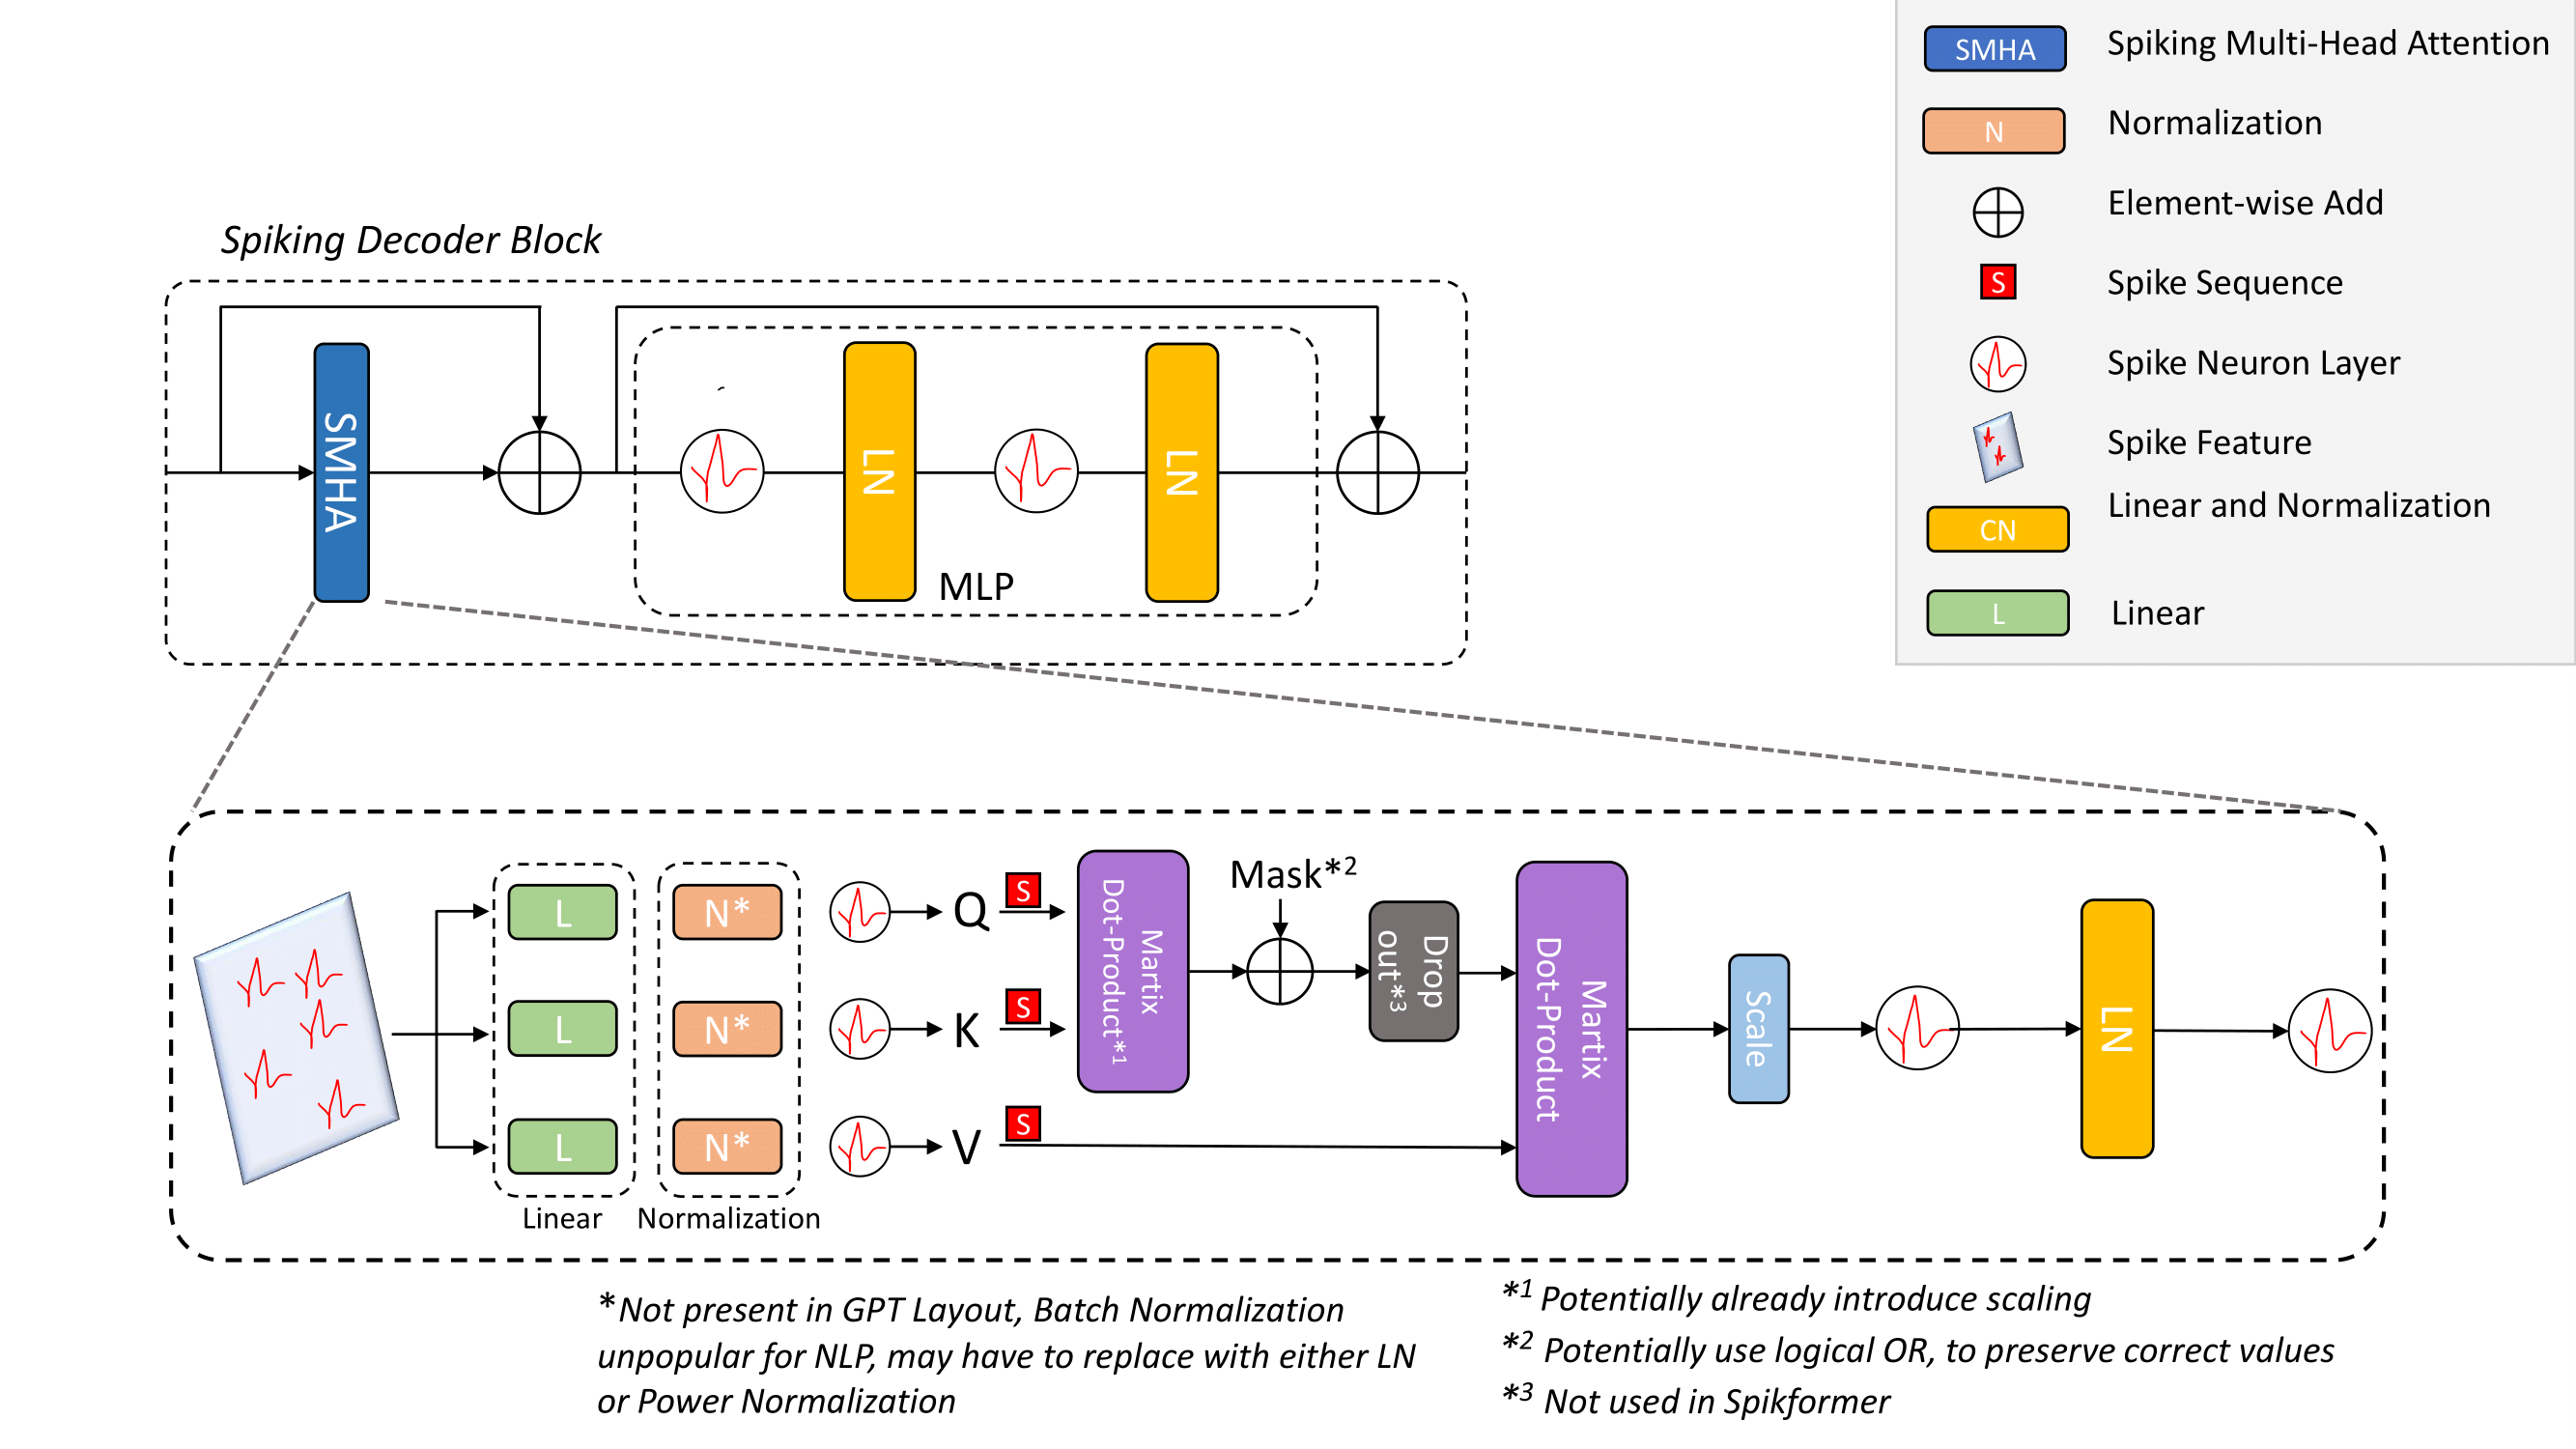 SMHA Spiking Multi-Head Attention
N Normalization
Element-wise Add
S Spike Sequence
Spike Neuron Layer
Spike Feature
CN Linear and Normalization
L Linear
Spiking Decoder Block
SMHA
LN
LN
MLP
L
L
L
Linear
N*
N*
N*
Normalization
Q
K
V
S
S
S
Martix
Dot-Product*1
Mask*2
Drop
out*3
Martix
Dot-Product
Scale
LN
*Not present in GPT Layout, Batch Normalization
unpopular for NLP, may have to replace with either LN
or Power Normalization
*1 Potentially already introduce scaling
*2 Potentially use logical OR, to preserve correct values
*3 Not used in Spikformer